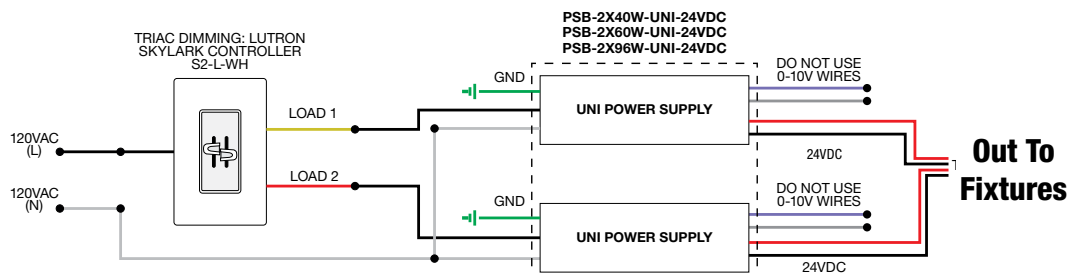 PSB-2X40W-UNI-24VDC
PSB-2X60W-UNI-24VDC
PSB-2X96W-UNI-24VDC
TRIAC DIMMING: LUTRON
SKYLARK CONTROLLER
S2-L-WH
120VAC
(L)
120VAC
(N)
LOAD 1
LOAD 2
GND
UNI POWER SUPPLY
DO NOT USE
0-10V WIRES
24VDC
GND
UNI POWER SUPPLY
DO NOT USE
0-10V WIRES
24VDC
Out To
Fixtures